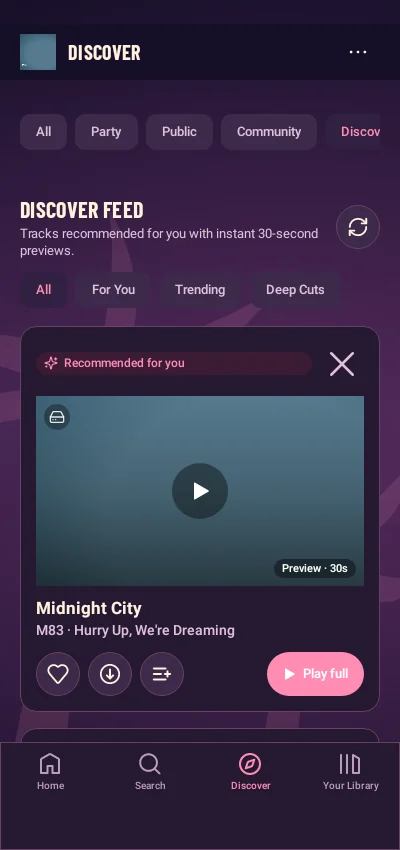 DISCOVER
All
Party
Public
Community
Discov
DISCOVER FEED
Tracks recommended for you with instant 30-second
previews.
All
For You
Trending
Deep Cuts
Recommended for you
Preview · 30s
Midnight City
M83 · Hurry Up, We're Dreaming
Play full
Home
Search
Discover
Your Library